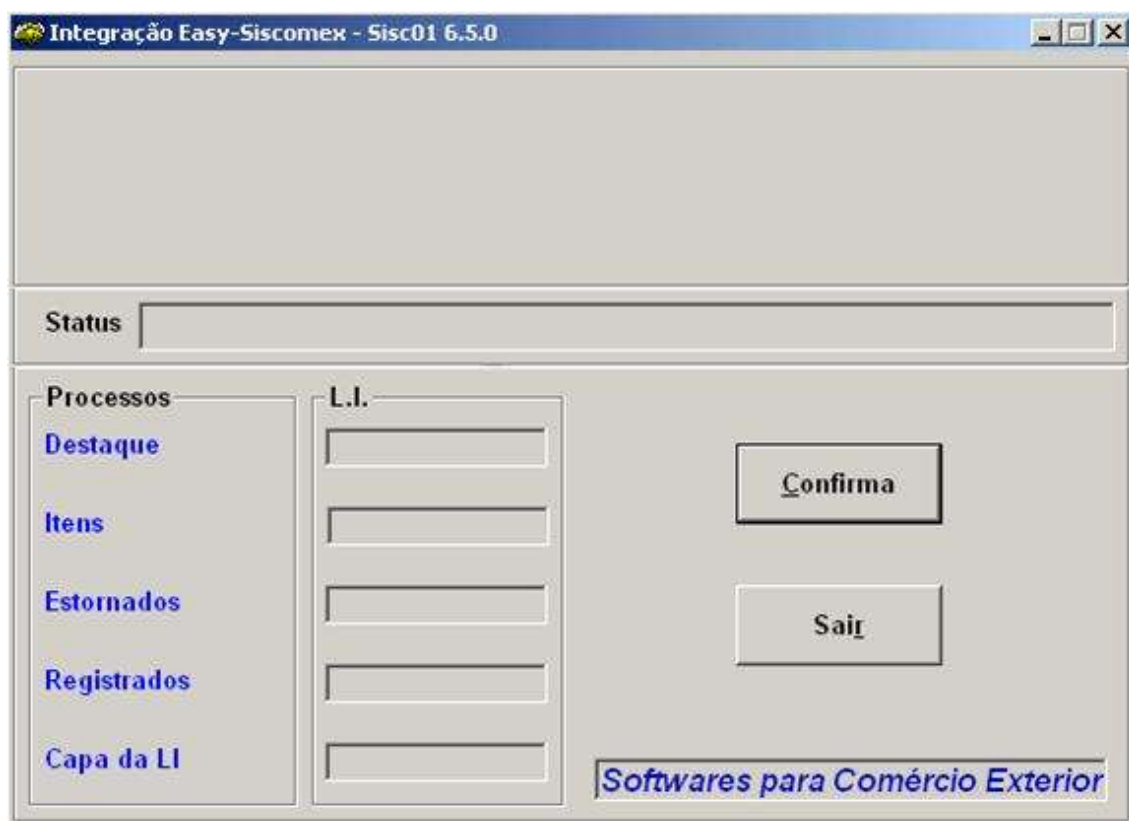 Integração Easy-Siscomex - Sisc01 6.5.0
Status
Processos
L.I.
Destaque
Itens
Estornados
Registrados
Capa da LI
Confirma
Sair
Softwares para Comércio Exterior